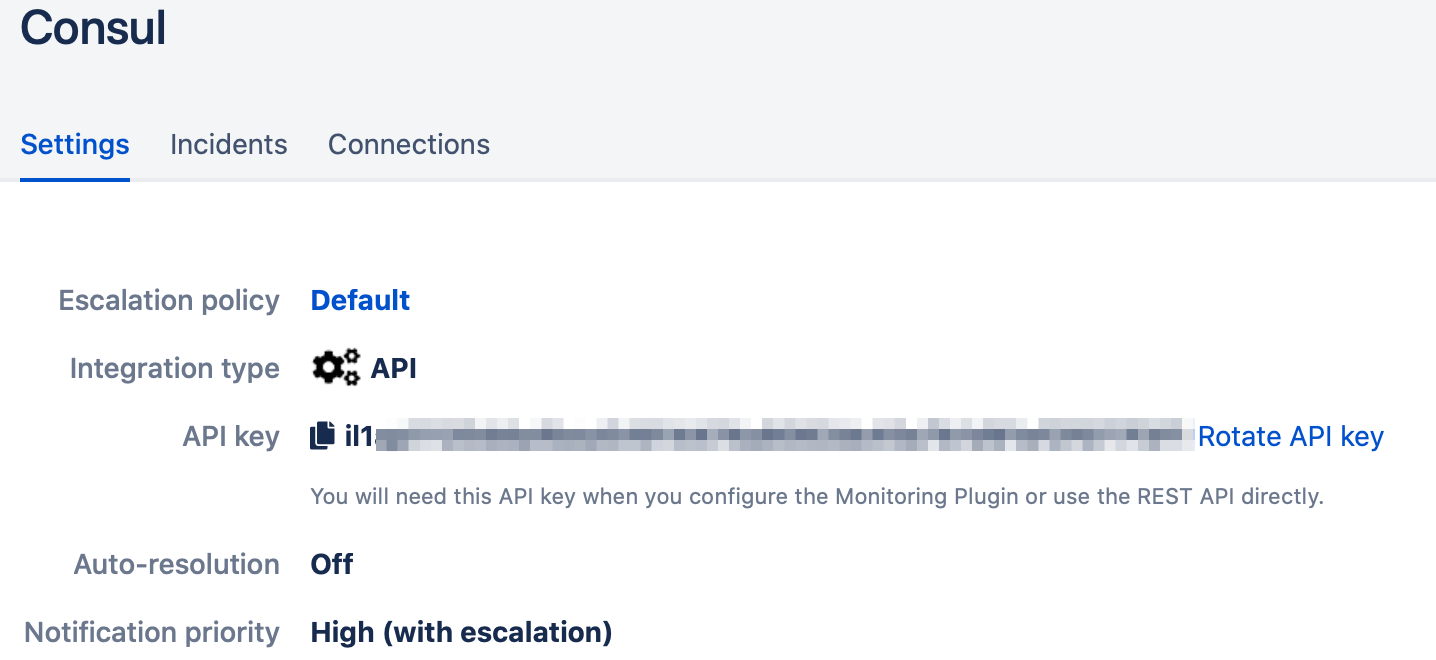 Consul
Settings Incidents Connections
Escalation policy Default
Integration type API
API key il1 Rotate API key
You will need this API key when you configure the Monitoring Plugin or use the REST API directly.
Auto-resolution Off
Notification priority High (with escalation)